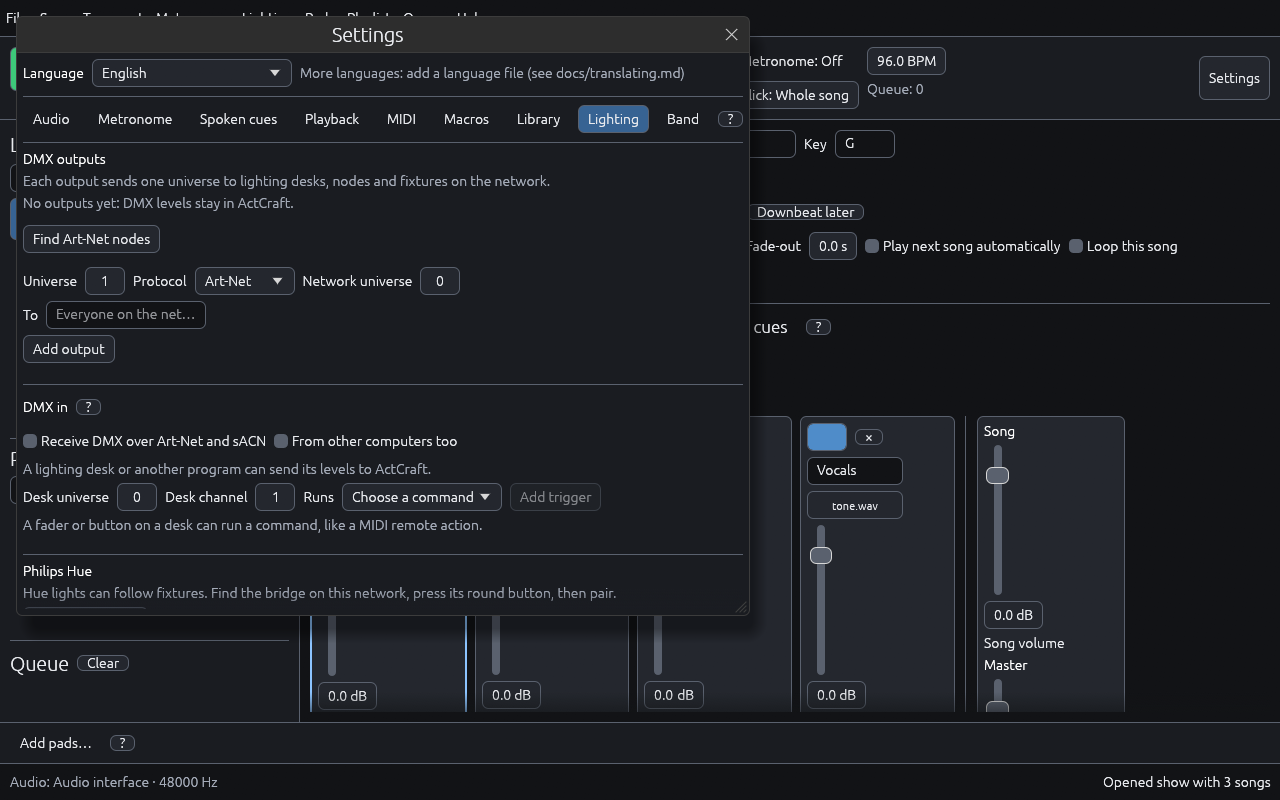 Settings
Language English More languages: add a language file (see docs/translating.md)
Audio Metronome Spoken cues Playback MIDI Macros Library Lighting Band ?
DMX outputs
Each output sends one universe to lighting desks, nodes and fixtures on the network.
No outputs yet: DMX levels stay in ActCraft.
Find Art-Net nodes
Universe 1 Protocol Art-Net Network universe 0
To Everyone on the net…
Add output
DMX in ?
Receive DMX over Art-Net and sACN From other computers too
A lighting desk or another program can send its levels to ActCraft.
Desk universe 0 Desk channel 1 Runs Choose a command Add trigger
A fader or button on a desk can run a command, like a MIDI remote action.
Philips Hue
Hue lights can follow fixtures. Find the bridge on this network, press its round button, then pair.
Off
96.0 BPM
Whole song
Queue: 0
Settings
Key G
Downbeat later
0.0 s Play next song automatically Loop this song
cues ?
×
Vocals
tone.wav
Song
0.0 dB
Song volume
Master
Queue Clear
0.0 dB 0.0 dB 0.0 dB 0.0 dB
Add pads… ?
Audio: Audio interface · 48000 Hz
Opened show with 3 songs